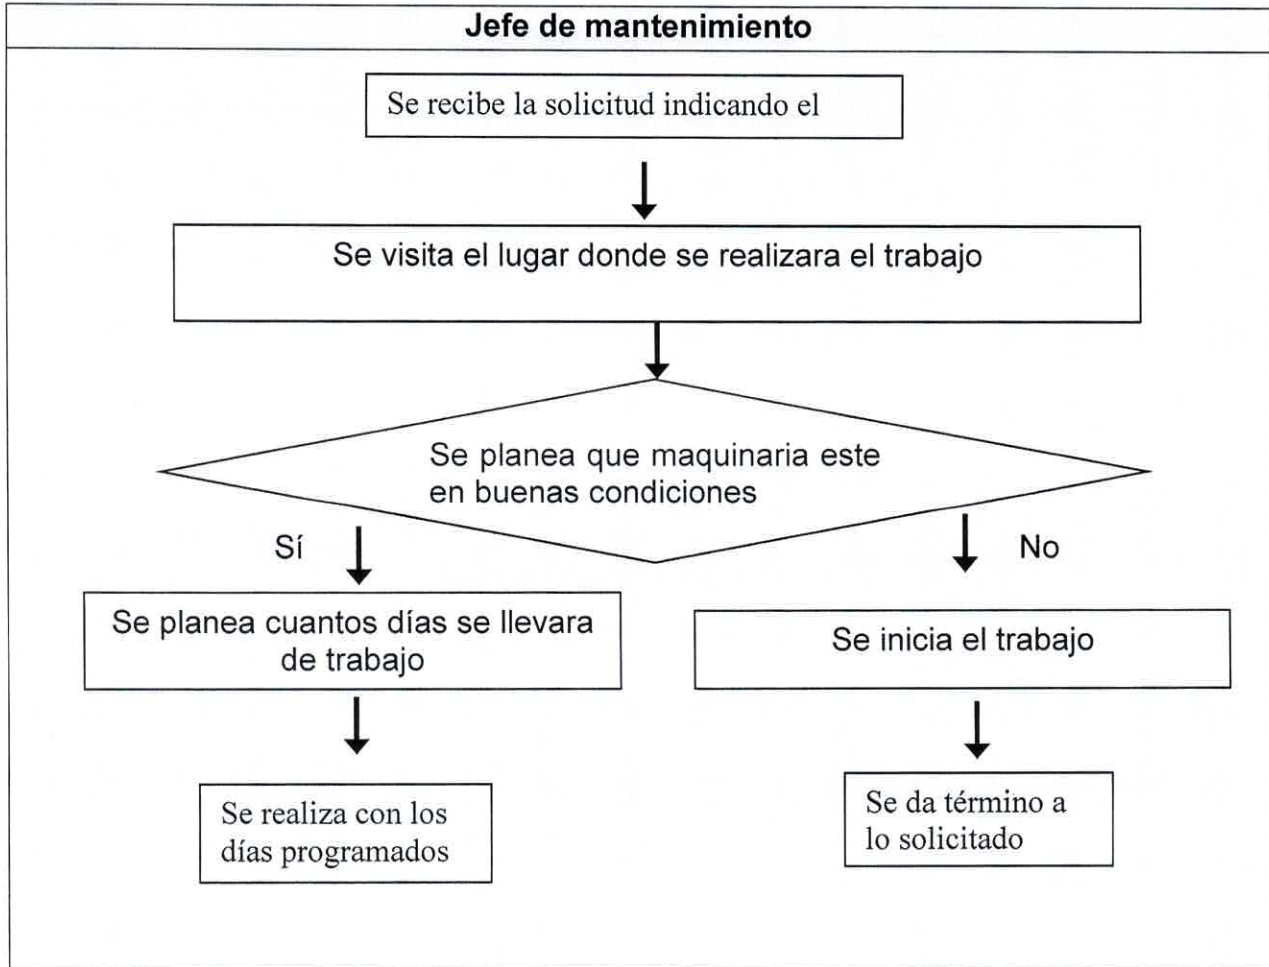 Jefe de mantenimiento
Se recibe la solicitud indicando el
Se visita el lugar donde se realizara el trabajo
Se planea que maquinaria este
en buenas condiciones
Sí
No
Se planea cuantos días se llevara
de trabajo
Se inicia el trabajo
Se realiza con los
días programados
Se da término a
lo solicitado